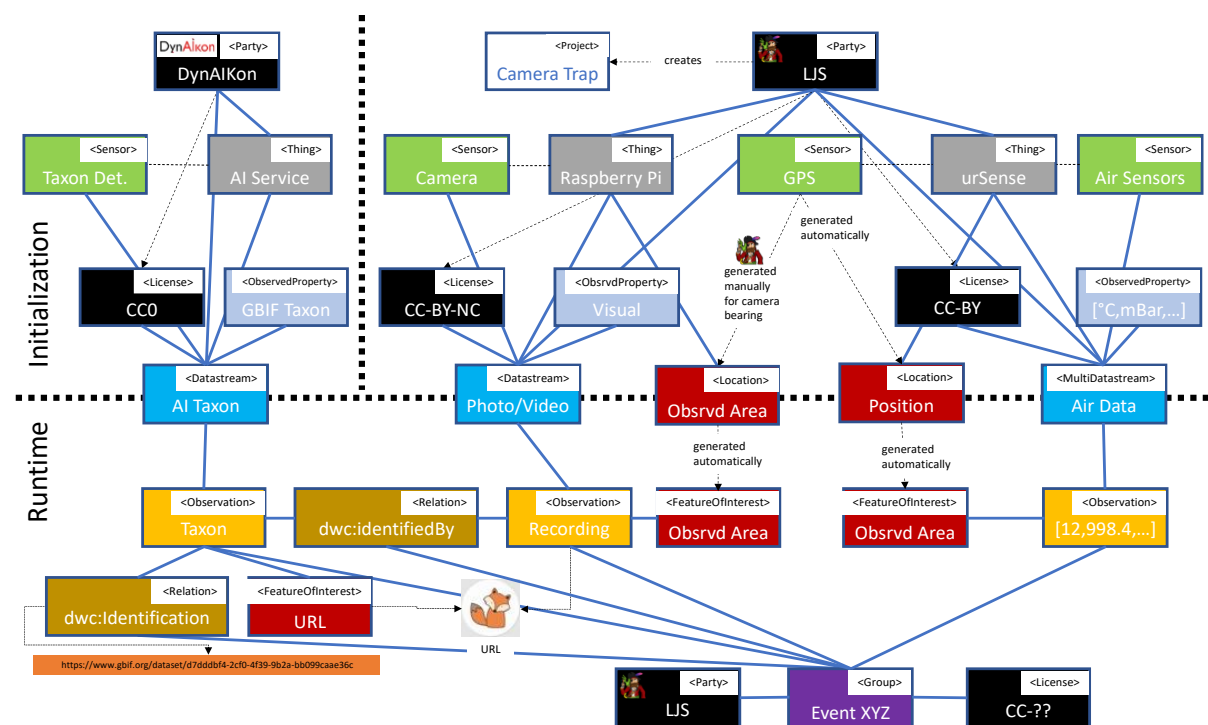 DynAIkon
<Party>
DynAIKon
<Project>
Camera Trap
creates
<Party>
LJS
<Sensor>
Taxon Det.
<Thing>
AI Service
<Sensor>
Camera
<Thing>
Raspberry Pi
<Sensor>
GPS
<Thing>
urSense
<Sensor>
Air Sensors
Initialization
generated
automatically
generated
manually
for camera
bearing
<License>
CC0
<ObservedProperty>
GBIF Taxon
<License>
CC-BY-NC
<ObsrvdProperty>
Visual
<License>
CC-BY
<ObservedProperty>
[°C,mBar,...]
<Datastream>
AI Taxon
<Datastream>
Photo/Video
<Location>
Obsrvd Area
<Location>
Position
<MultiDatastream>
Air Data
Runtime
generated
automatically
generated
automatically
<Observation>
Taxon
<Relation>
dwc:identifiedBy
<Observation>
Recording
<FeatureOfInterest>
Obsrvd Area
<FeatureOfInterest>
Obsrvd Area
<Observation>
[12,998.4,...]
<Relation>
dwc:Identification
<FeatureOfInterest>
URL
URL
https://www.gbif.org/dataset/d7dddbf4-2cf0-4f39-9b2a-bb099caae36c
<Party>
LJS
<Group>
Event XYZ
<License>
CC-??